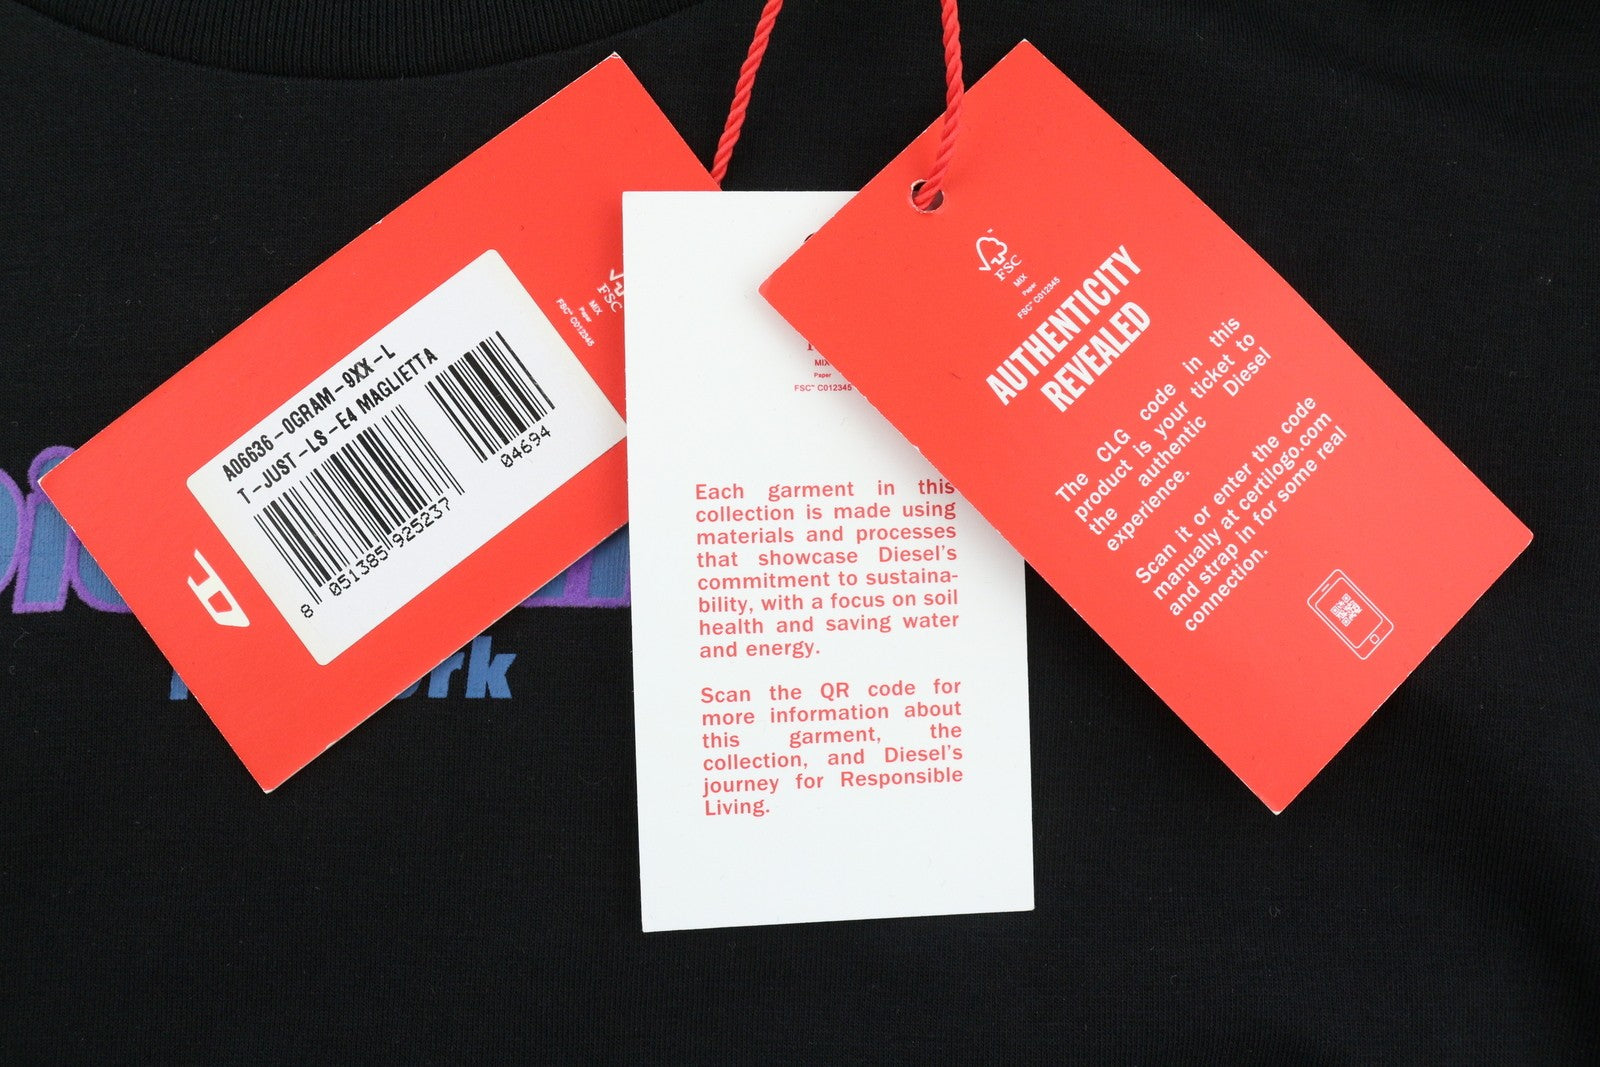 A06636-0GRAM-9XX-L
T-JUST-LS-E4 MAGLIETTA
8 051385 925237
04694
D
FSC
MIX
Paper
FSC™ C012345
rk
MIX
Paper
FSC™ C012345
Each garment in this
collection is made using
materials and processes
that showcase Diesel's
commitment to sustaina-
bility, with a focus on soil
health and saving water
and energy.
Scan the QR code for
more information about
this garment, the
collection, and Diesel's
journey for Responsible
Living.
FSC
MIX
Paper
FSC™ C012345
AUTHENTICITY
REVEALED
The CLG code in this
product is your ticket to
the authentic Diesel
experience.
Scan it or enter the code
manually at certilogo.com
and strap in for some real
connection.